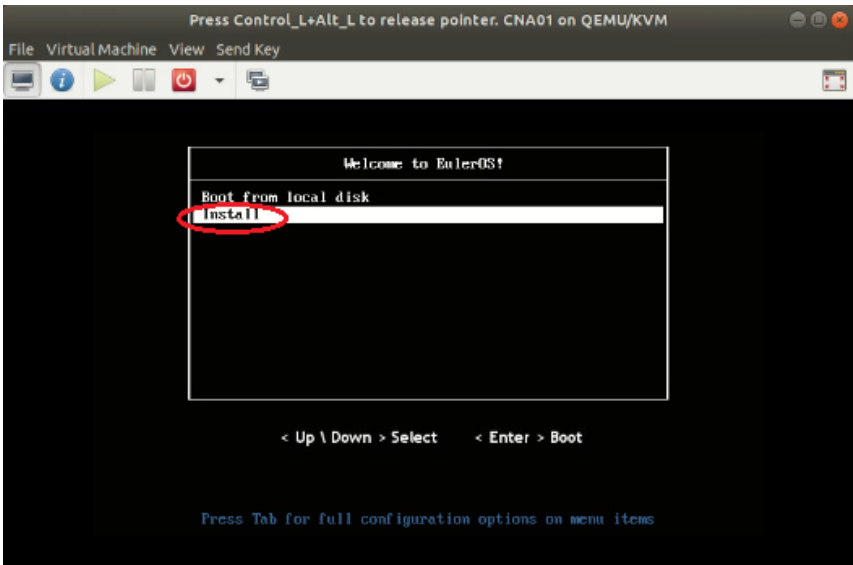 Press Control_L+Alt_L to release pointer. CNA01 on QEMU/KVM
File Virtual Machine View Send Key
Welcome to EulerOS!
Boot from local disk
Install
< Up \ Down > Select < Enter > Boot
Press Tab for full configuration options on menu items